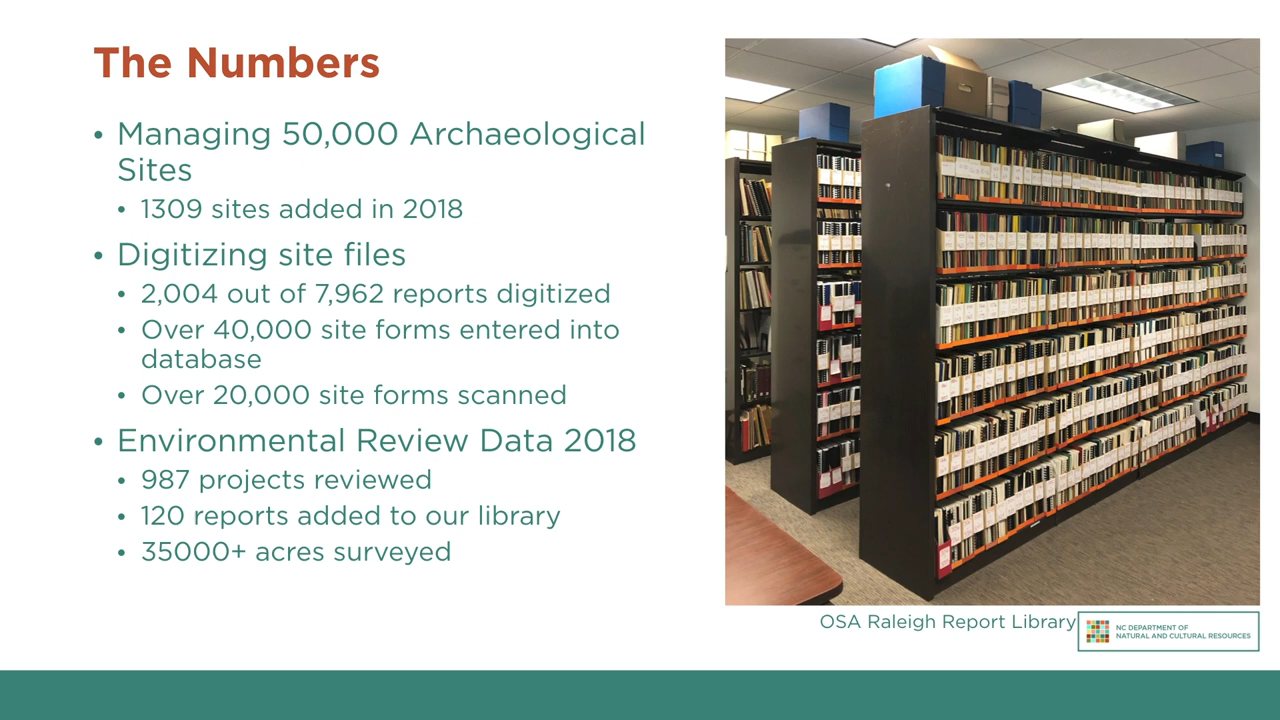 The Numbers
• Managing 50,000 Archaeological
Sites
• 1309 sites added in 2018
• Digitizing site files
• 2,004 out of 7,962 reports digitized
• Over 40,000 site forms entered into
database
• Over 20,000 site forms scanned
• Environmental Review Data 2018
• 987 projects reviewed
• 120 reports added to our library
• 35000+ acres surveyed
OSA Raleigh Report Library
NC DEPARTMENT OF
NATURAL AND CULTURAL RESOURCES